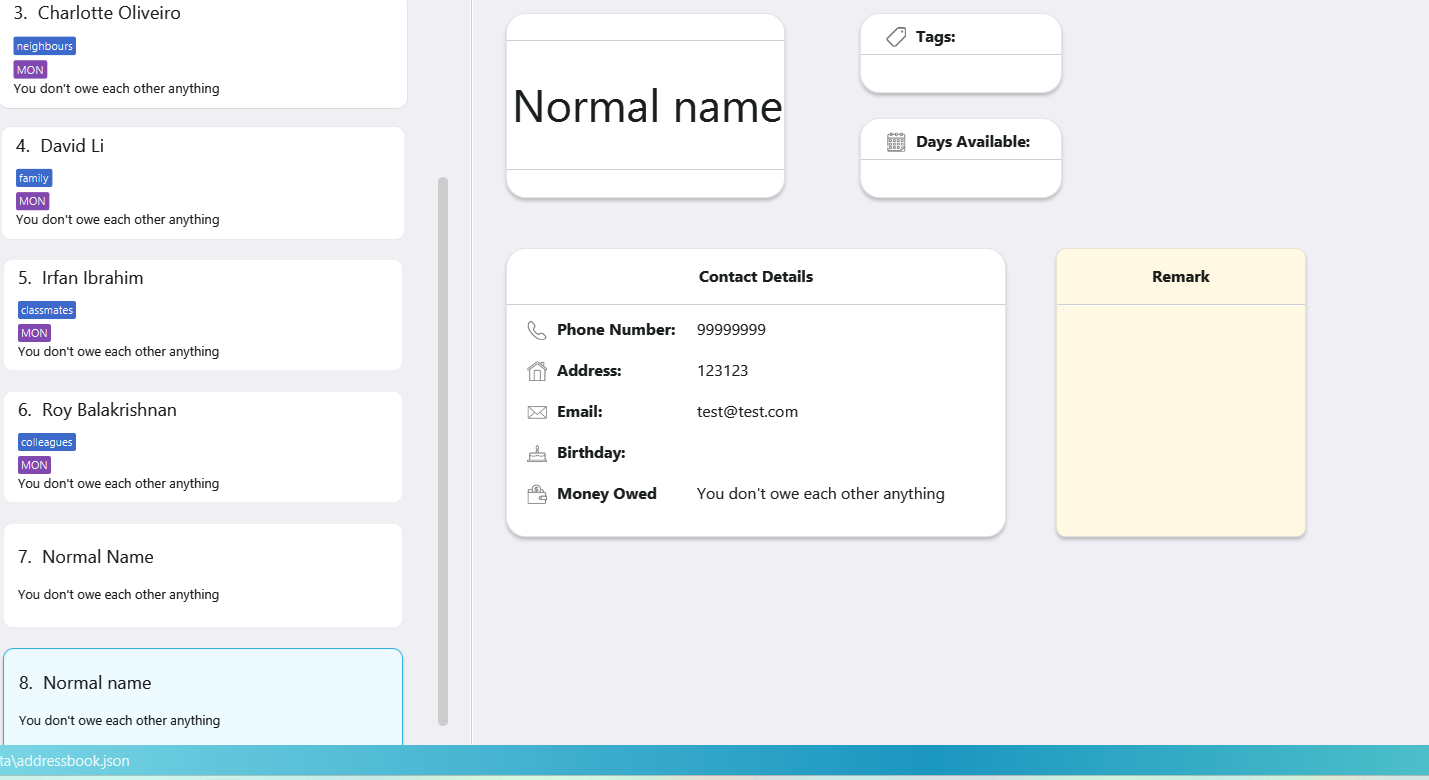 3. Charlotte Oliveiro
neighbours
MON
You don't owe each other anything
4. David Li
family
MON
You don't owe each other anything
5. Irfan Ibrahim
classmates
MON
You don't owe each other anything
6. Roy Balakrishnan
colleagues
MON
You don't owe each other anything
7. Normal Name
You don't owe each other anything
8. Normal name
You don't owe each other anything
Normal name
Tags:
Days Available:
Contact Details
Phone Number: 99999999
Address: 123123
Email: test@test.com
Birthday:
Money Owed You don't owe each other anything
Remark
ta\addressbook.json